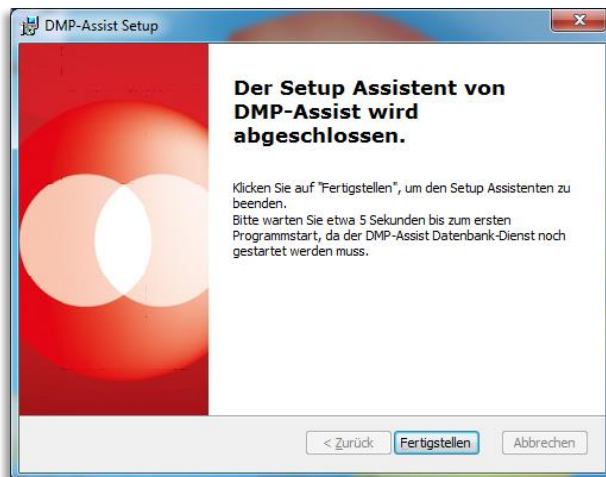 DMP-Assist Setup
Der Setup Assistent von
DMP-Assist wird
abgeschlossen.
Klicken Sie auf "Fertigstellen", um den Setup Assistenten zu
beenden.
Bitte warten Sie etwa 5 Sekunden bis zum ersten
Programmstart, da der DMP-Assist Datenbank-Dienst noch
gestartet werden muss.
< Zurück Fertigstellen Abbrechen